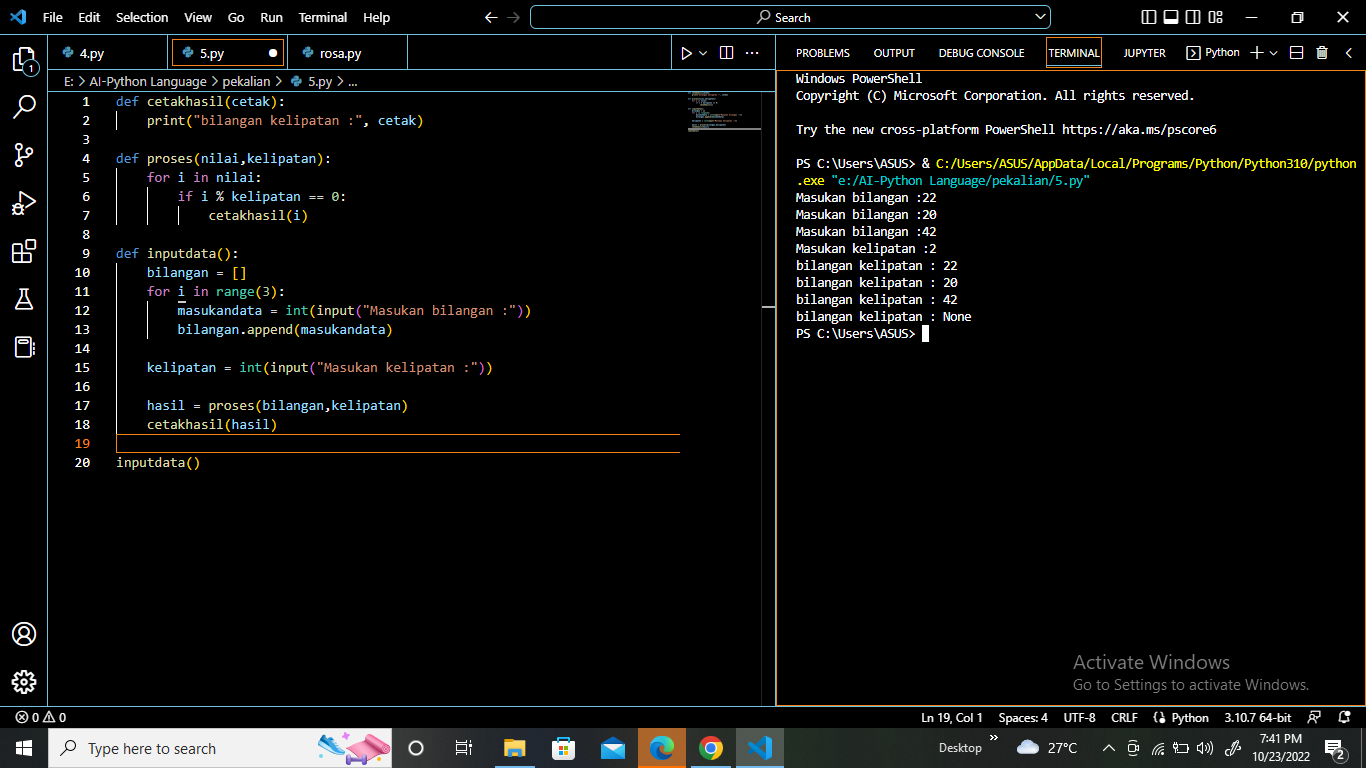 File Edit Selection View Go Run Terminal Help
Search
4.py
5.py
rosa.py
E: > AI-Python Language > pekalian > 5.py > ...
1 def cetakhasil(cetak):
2 print("bilangan kelipatan :", cetak)
3
4 def proses(nilai,kelipatan):
5 for i in nilai:
6 if i % kelipatan == 0:
7 cetakhasil(i)
8
9 def inputdata():
10 bilangan = []
11 for i in range(3):
12 masukandata = int(input("Masukan bilangan :"))
13 bilangan.append(masukandata)
14
15 kelipatan = int(input("Masukan kelipatan :"))
16
17 hasil = proses(bilangan,kelipatan)
18 cetakhasil(hasil)
19
20 inputdata()
PROBLEMS OUTPUT DEBUG CONSOLE TERMINAL JUPYTER Python
Windows PowerShell
Copyright (C) Microsoft Corporation. All rights reserved.
Try the new cross-platform PowerShell https://aka.ms/pscore6
PS C:\Users\ASUS> & C:/Users/ASUS/AppData/Local/Programs/Python/Python310/python
.exe "e:/AI-Python Language/pekalian/5.py"
Masukan bilangan :22
Masukan bilangan :20
Masukan bilangan :42
Masukan kelipatan :2
bilangan kelipatan : 22
bilangan kelipatan : 20
bilangan kelipatan : 42
bilangan kelipatan : None
PS C:\Users\ASUS>
1
Activate Windows
Go to Settings to activate Windows.
0 0
Ln 19, Col 1 Spaces: 4 UTF-8 CRLF Python 3.10.7 64-bit
Type here to search
Desktop
27°C
7:41 PM
10/23/2022
2